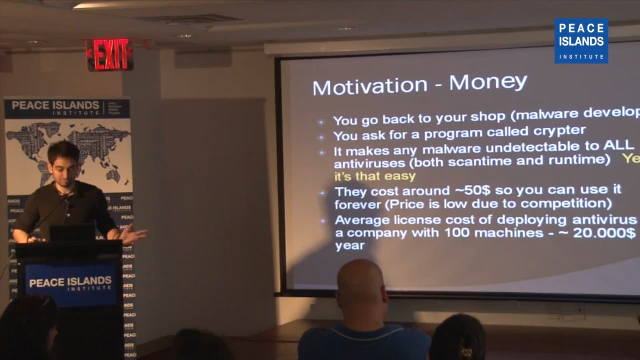 PEACE
ISLANDS
INSTITUTE
EXIT
PEACE ISLANDS
INSTITUTE
Motivation - Money
You go back to your shop (malware develop
You ask for a program called crypter
It makes any malware undetectable to ALL
antiviruses (both scantime and runtime) Ye
it's that easy
They cost around ~50$ so you can use it
forever (Price is low due to competition)
Average license cost of deploying antivirus
a company with 100 machines - ~ 20.000$
year
PEACE ISLANDS
INSTITUTE